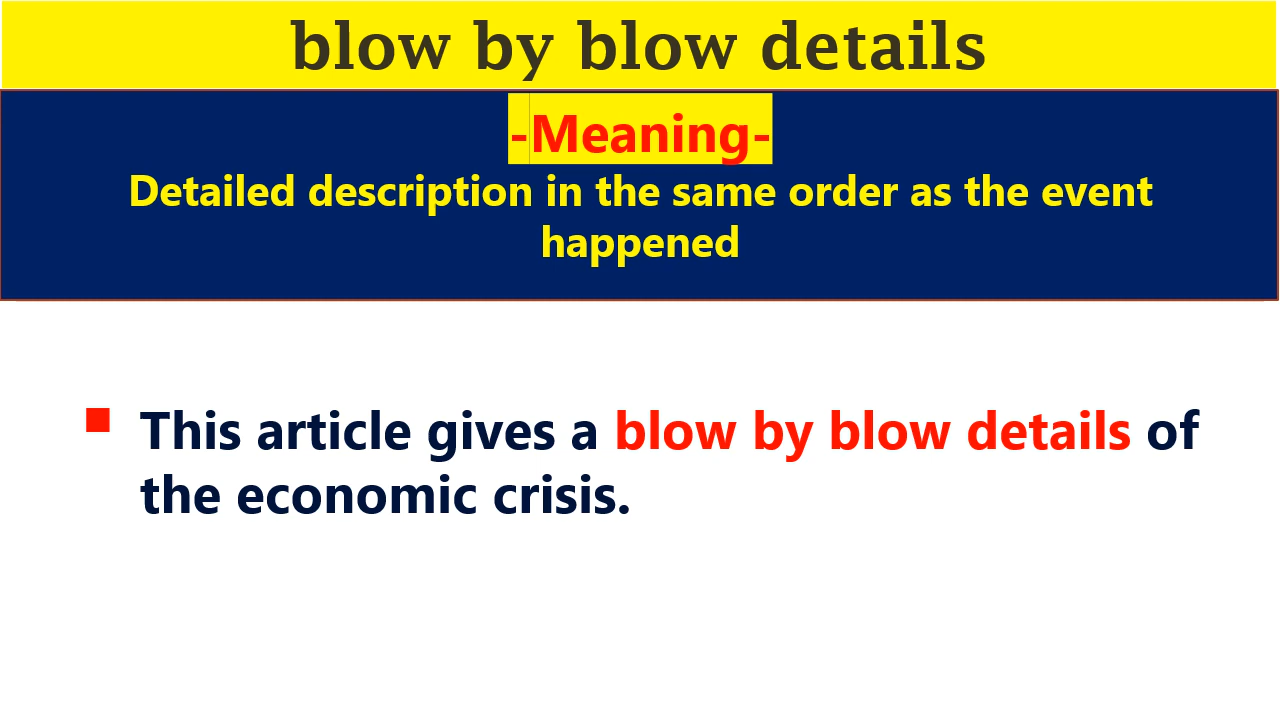 blow by blow details
-Meaning-
Detailed description in the same order as the event
happened
This article gives a blow by blow details of
the economic crisis.